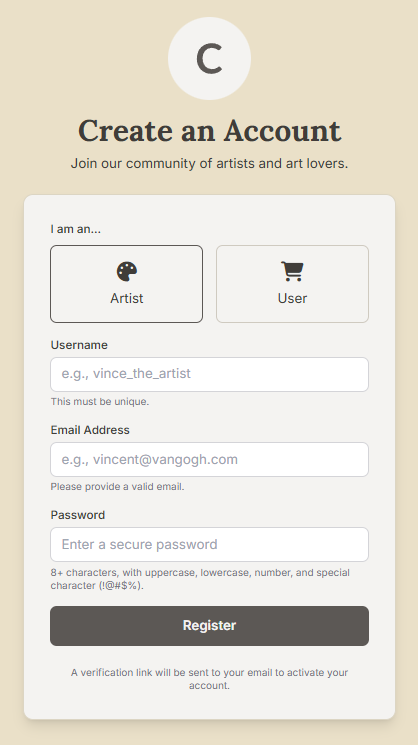 C
Create an Account
Join our community of artists and art lovers.
I am an...
Artist
User
Username
e.g., vince_the_artist
This must be unique.
Email Address
e.g., vincent@vangogh.com
Please provide a valid email.
Password
Enter a secure password
8+ characters, with uppercase, lowercase, number, and special
character (!@#$%).
Register
A verification link will be sent to your email to activate your
account.